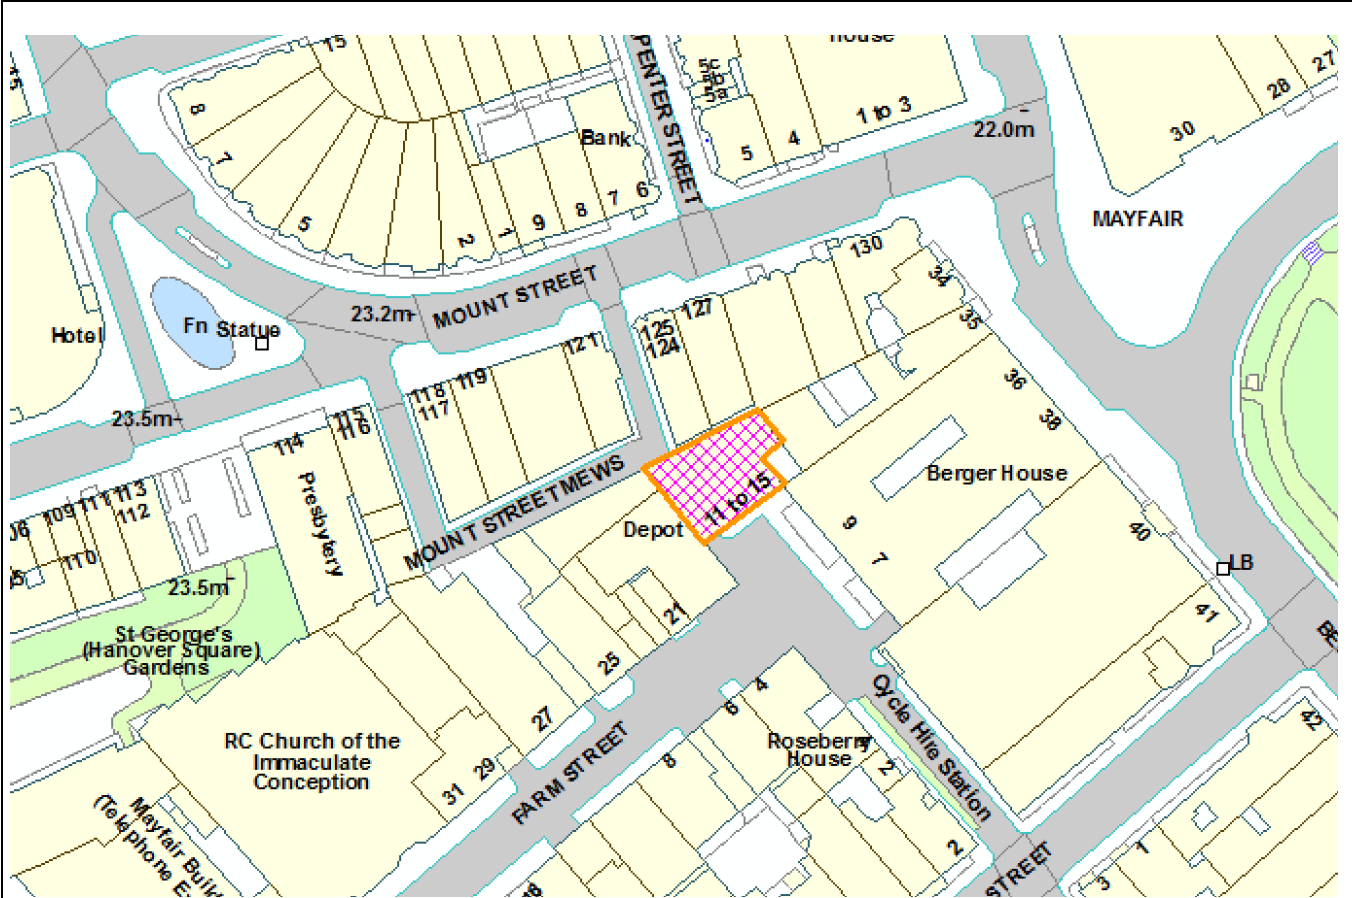 15
House
15
27
28
8
Bank
1 to 3
4
5
22.0m
30
7
PENTER STREET
6
7
8
9
1
2
5
MAYFAIR
130
34
35
MOUNT STREET
23.2m
Fn
Statue
Hotel
127
125
124
121
119
118
117
36
38
23.5m
115
116
114
Presbytery
MOUNT STREET MEWS
Berger House
11 to 15
Depot
113
112
111
109
110
06
9
7
40
LB
41
23.5m
21
25
27
St George's
(Hanover Square)
Gardens
4
6
Cycle Hire Station
42
RC Church of the
Immaculate
Conception
29
31
FARM STREET
8
Roseberry
House
2
2
Mayfair Buil
(Telephone E
STREET
1
3